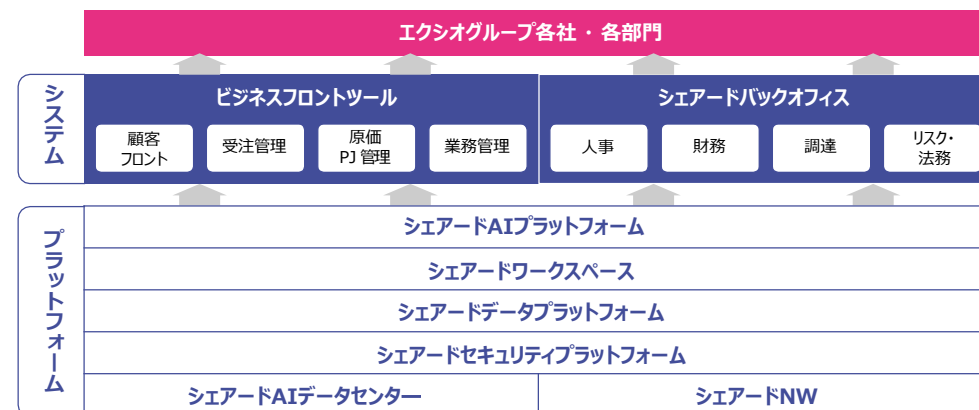 エクシオグループ各社 ・ 各部門
システム
ビジネスフロントツール
シェアードバックオフィス
顧客
フロント
受注管理
原価
PJ 管理
業務管理
人事
財務
調達
リスク・
法務
プラットフォーム
シェアードAIプラットフォーム
シェアードワークスペース
シェアードデータプラットフォーム
シェアードセキュリティプラットフォーム
シェアードAIデータセンター
シェアードNW